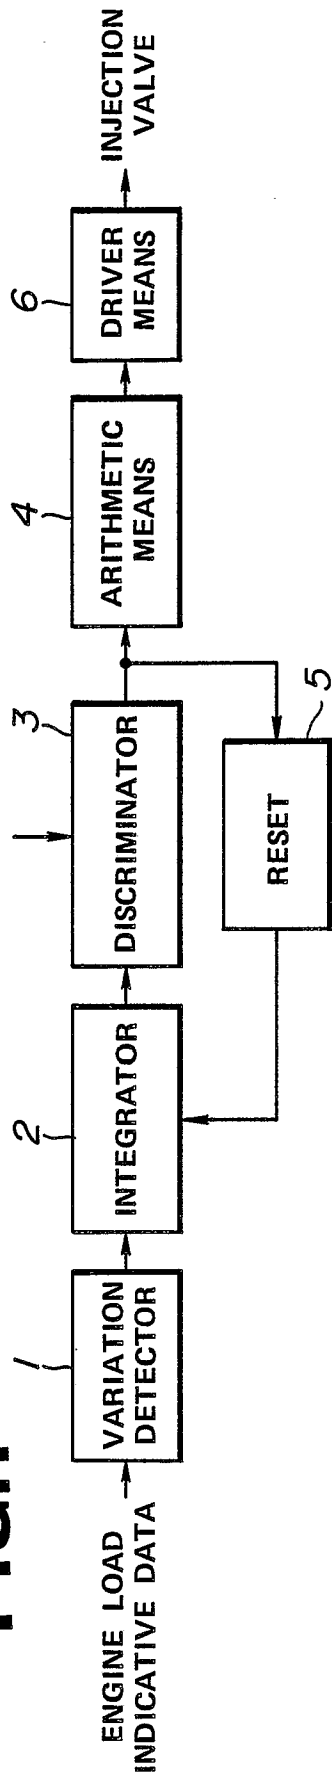 ENGINE LOAD
INDICATIVE DATA
1
VARIATION
DETECTOR
2
INTEGRATOR
3
DISCRIMINATOR
4
ARITHMETIC
MEANS
5
RESET
6
DRIVER
MEANS
INJECTION
VALVE